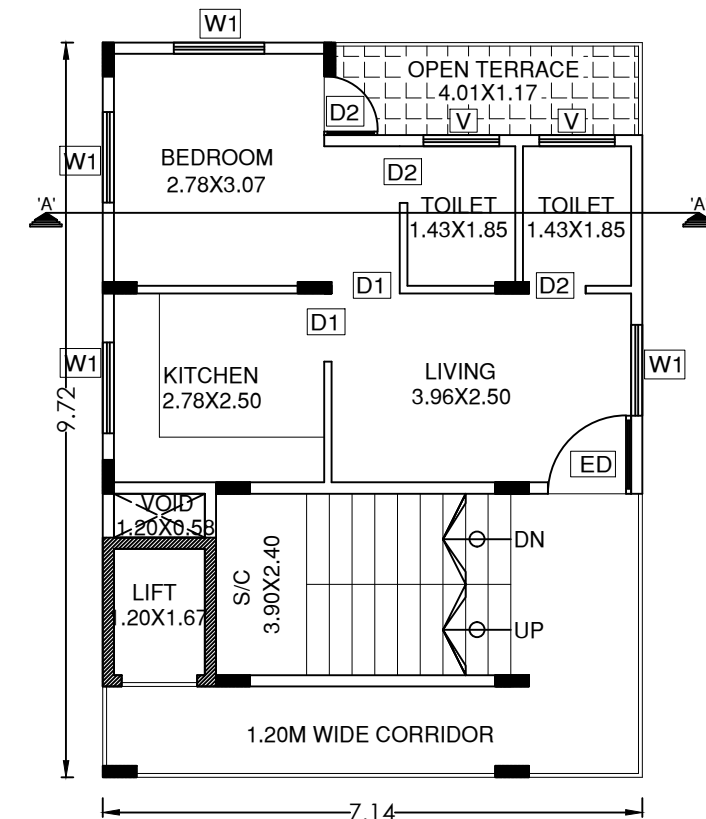 W1
OPEN TERRACE
4.01X1.17
D2
V
V
W1
BEDROOM
2.78X3.07
D2
'A'
TOILET
1.43X1.85
TOILET
1.43X1.85
'A
D1
D2
D1
W1
KITCHEN
2.78X2.50
LIVING
3.96X2.50
W1
9.72
ED
VOID
1.20X0.58
S/C
3.90X2.40
DN
LIFT
1.20X1.67
UP
1.20M WIDE CORRIDOR
7.14